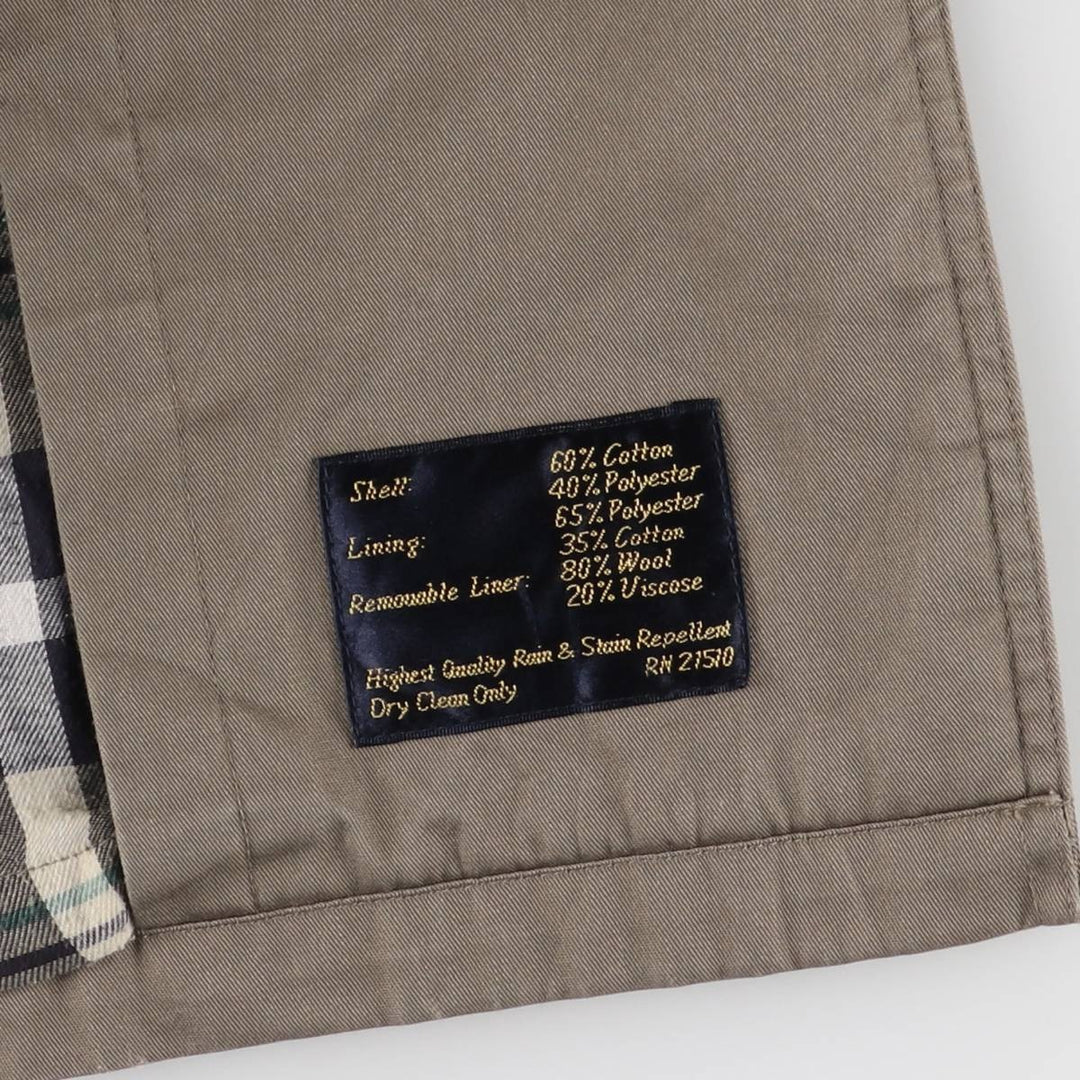 Shell: 60% Cotton
40% Polyester
65% Polyester
Lining: 35% Cotton
80% Wool
Removable Liner: 20% Viscose
Highest Quality Rain & Stain Repellent
Dry Clean Only RN 21510